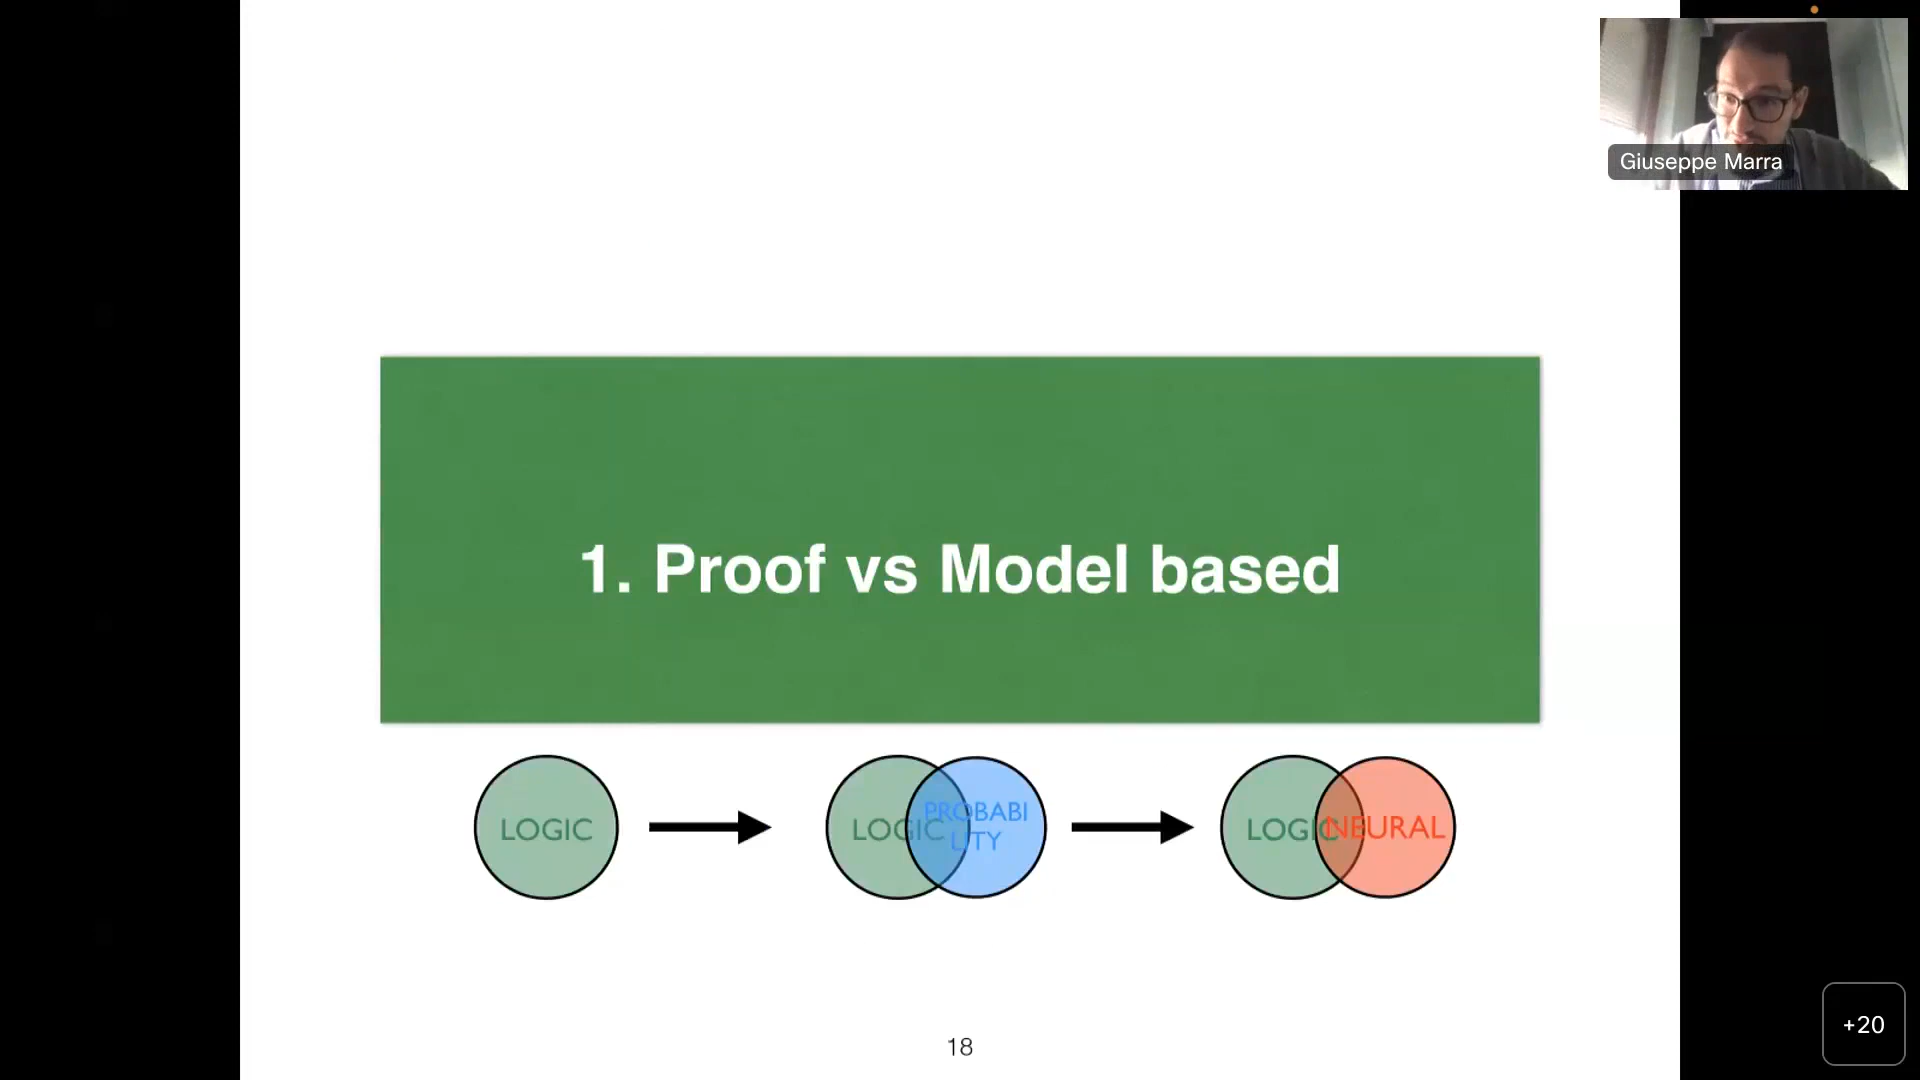 Giuseppe Marra
1. Proof vs Model based
LOGIC
LOGIC
PROBABI
LITY
LOGIC
NEURAL
18
+20